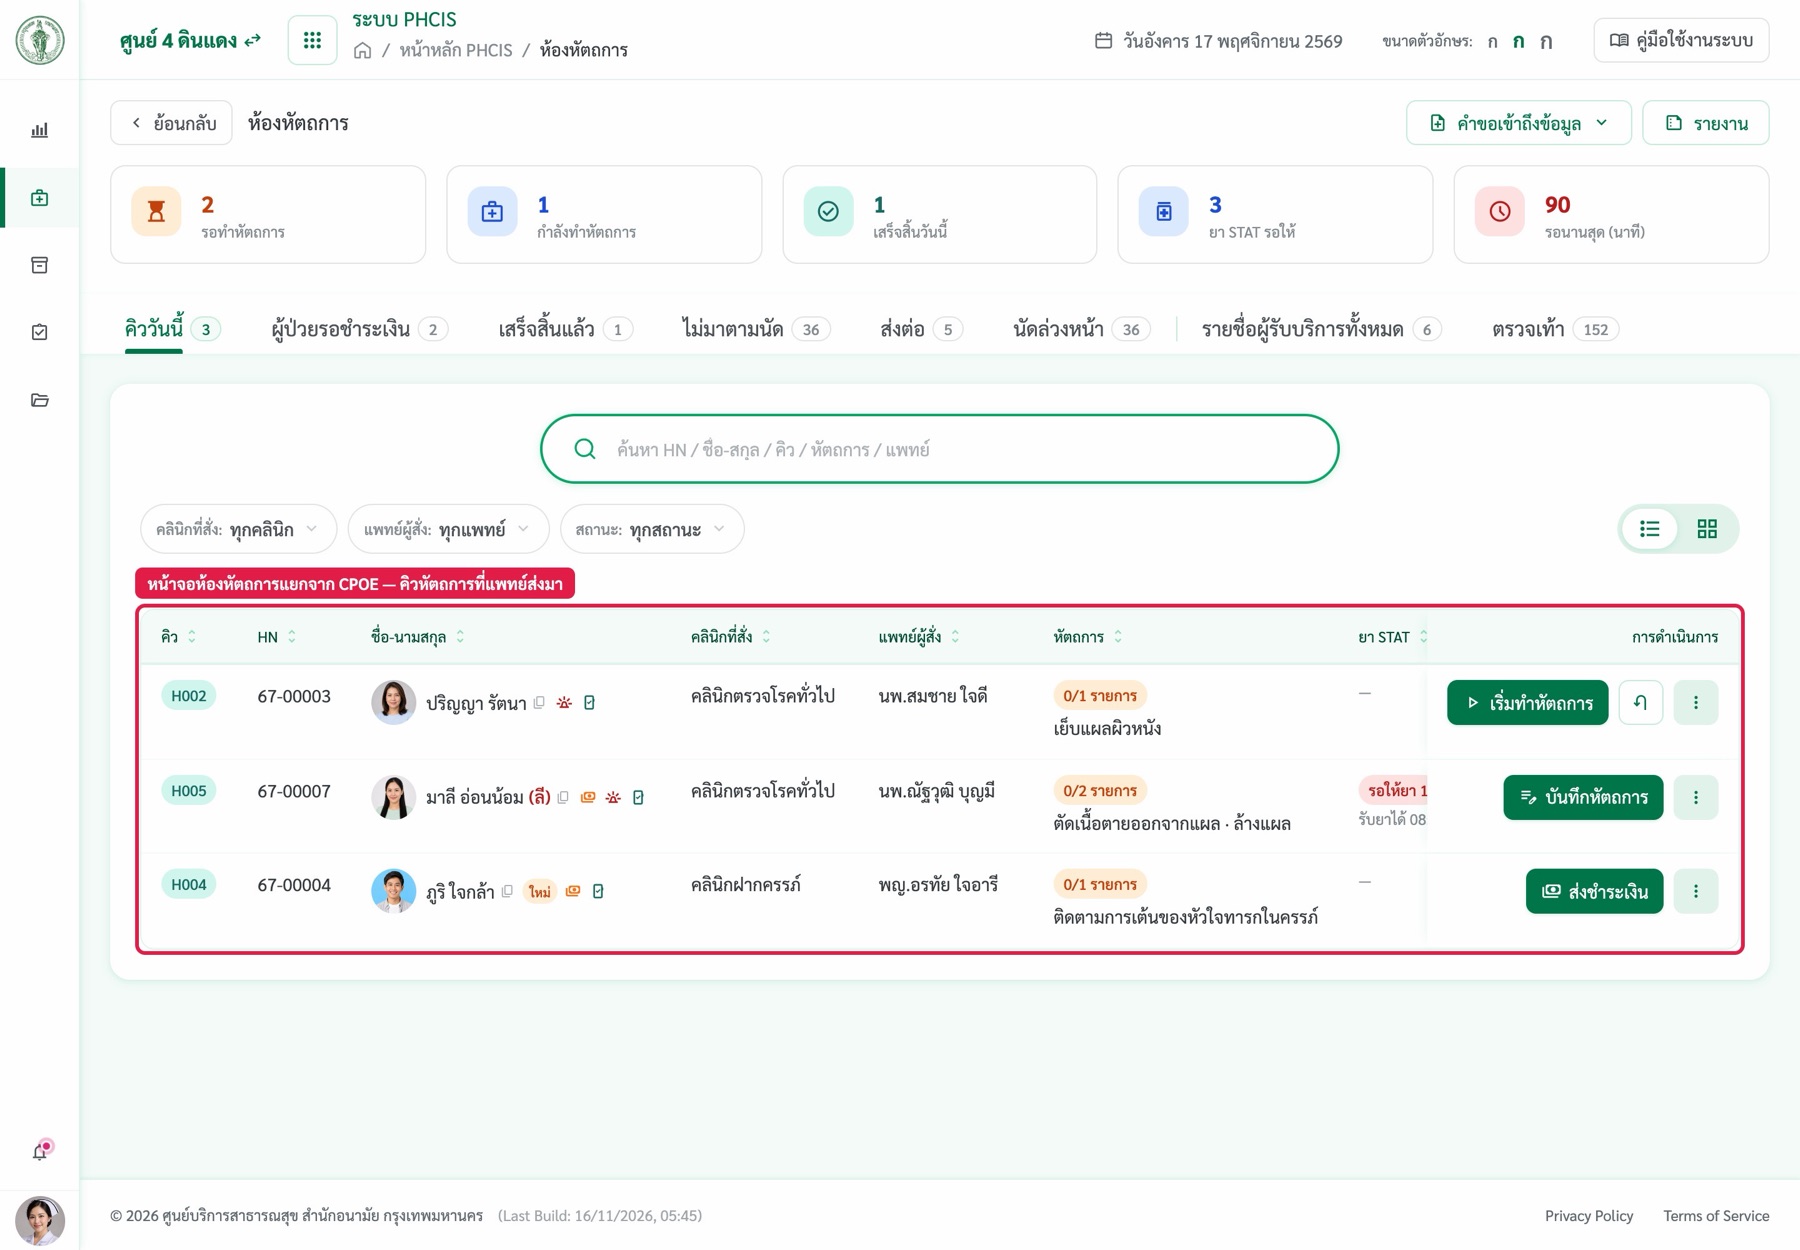 ศูนย์ 4 ดินแดง
ระบบ PHCIS
/ หน้าหลัก PHCIS / ห้องหัตถการ
วันอังคาร 17 พฤศจิกายน 2569
ขนาดตัวอักษร: ก ก ก
คู่มือใช้งานระบบ
ย้อนกลับ
ห้องหัตถการ
คำขอเข้าถึงข้อมูล
รายงาน
2
รอทำหัตถการ
1
กำลังทำหัตถการ
1
เสร็จสิ้นวันนี้
3
ยา STAT รอให้
90
รอนานสุด (นาที)
คิววันนี้ 3
ผู้ป่วยรอชำระเงิน 2
เสร็จสิ้นแล้ว 1
ไม่มาตามนัด 36
ส่งต่อ 5
นัดล่วงหน้า 36
รายชื่อผู้รับบริการทั้งหมด 6
ตรวจเท้า 152
ค้นหา HN / ชื่อ-สกุล / คิว / หัตถการ / แพทย์
คลินิกที่สั่ง: ทุกคลินิก
แพทย์ผู้สั่ง: ทุกแพทย์
สถานะ: ทุกสถานะ
หน้าจอห้องหัตถการแยกจาก CPOE — คิวหัตถการที่แพทย์ส่งมา
คิว HN ชื่อ-นามสกุล คลินิกที่สั่ง แพทย์ผู้สั่ง หัตถการ ยา STAT การดำเนินการ
H002 67-00003 ปริญญา รัตนา คลินิกตรวจโรคทั่วไป นพ.สมชาย ใจดี 0/1 รายการ — เริ่มทำหัตถการ
เย็บแผลผิวหนัง
H005 67-00007 มาลี อ่อนน้อม (ลี) คลินิกตรวจโรคทั่วไป นพ.ณัฐวุฒิ บุญมี 0/2 รายการ รอให้ยา 1 บันทึกหัตถการ
ตัดเนื้อตายออกจากแผล · ล้างแผล รับยาได้ 08
H004 67-00004 ภูริ ใจกล้า ใหม่ คลินิกฝากครรภ์ พญ.อรทัย ใจอารี 0/1 รายการ — ส่งชำระเงิน
ติดตามการเต้นของหัวใจทารกในครรภ์
© 2026 ศูนย์บริการสาธารณสุข สำนักอนามัย กรุงเทพมหานคร (Last Build: 16/11/2026, 05:45)
Privacy Policy Terms of Service